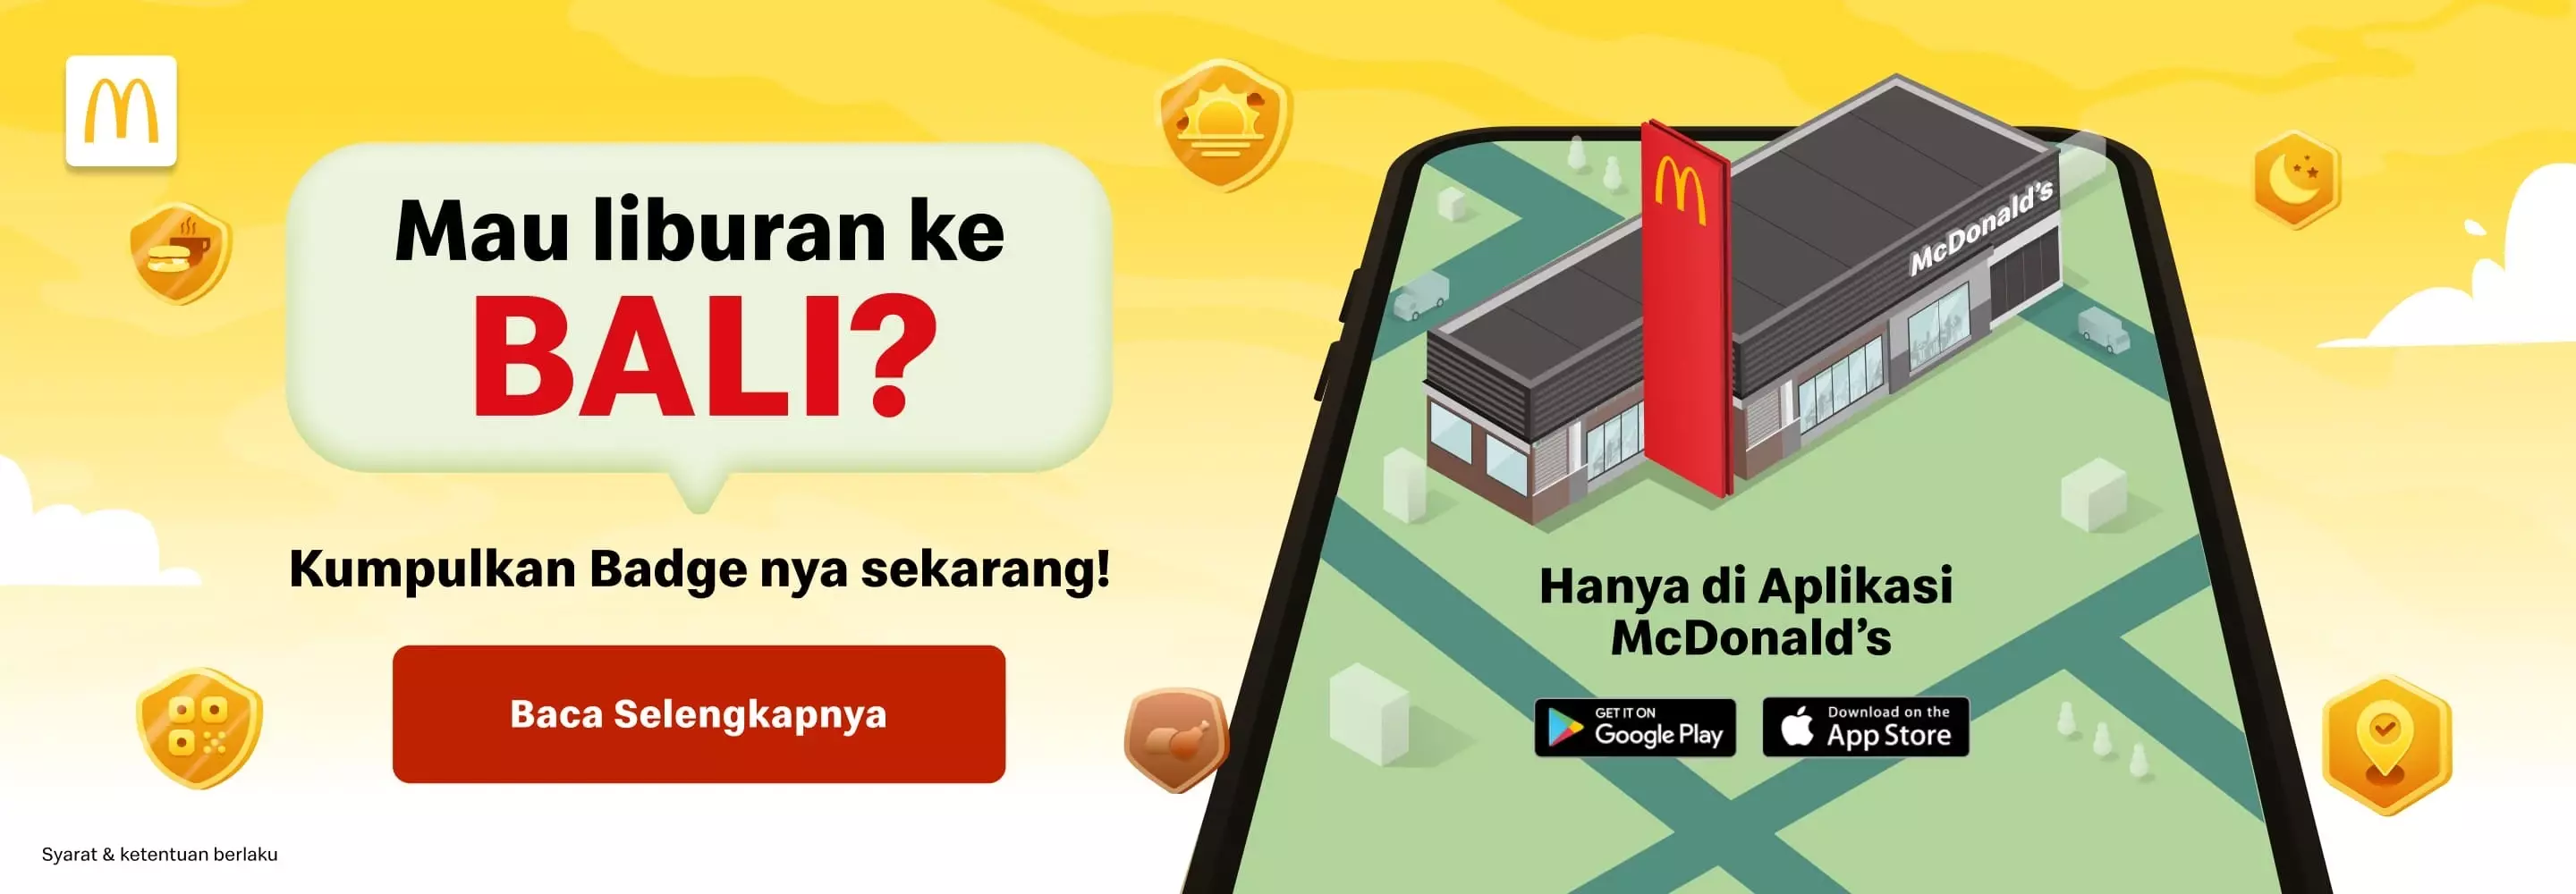 Mau liburan ke
BALI?
Kumpulkan Badge nya sekarang!
Baca Selengkapnya
Syarat & ketentuan berlaku
McDonald's
Hanya di Aplikasi
McDonald's
GET IT ON
Google Play
Download on the
App Store